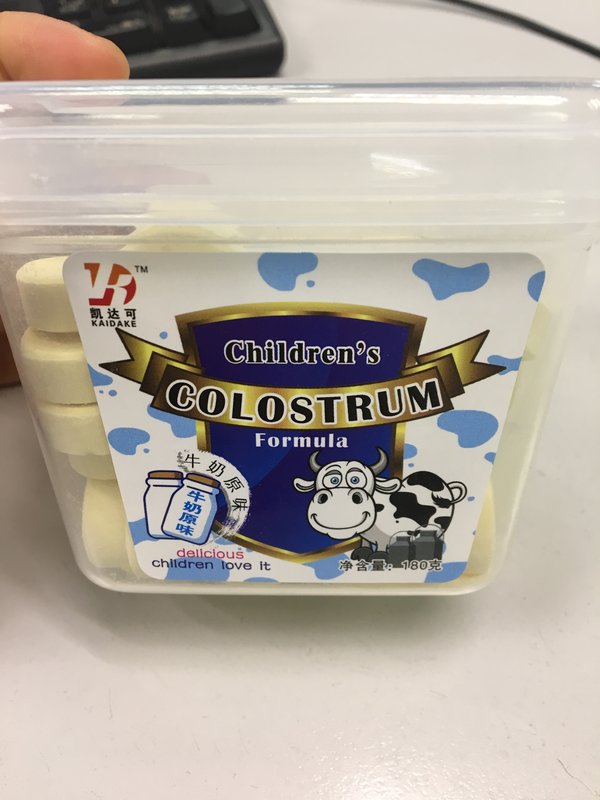 TM
凯达可
KAIDAKE
Children's
COLOSTRUM
Formula
牛奶原味
牛奶原味
delicious
children love it
净含量：180克